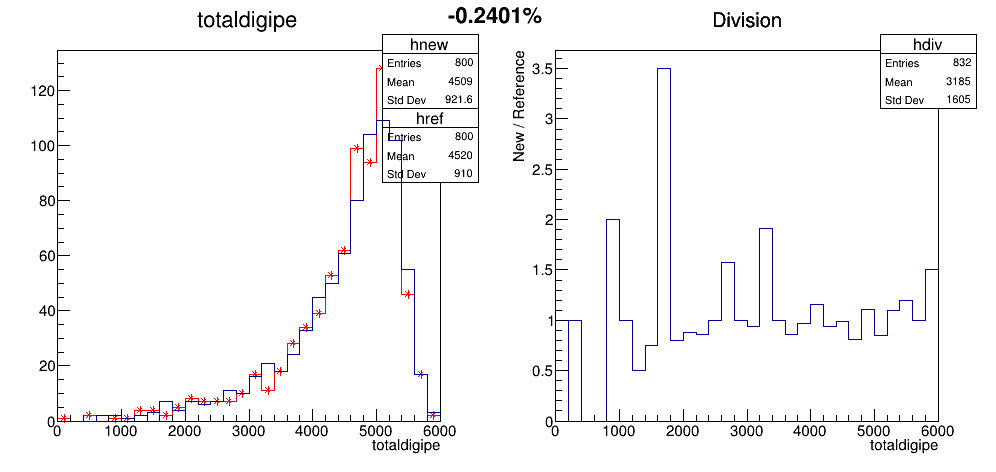 totaldigipe
-0.2401%
Division
hnew
Entries 800
Mean 4509
Std Dev 921.6
href
Entries 800
Mean 4520
Std Dev 910
120
100
80
60
40
20
0
0 1000 2000 3000 4000 5000 6000
totaldigipe
hdiv
Entries 832
Mean 3185
Std Dev 1605
New / Reference
3.5
3
2.5
2
1.5
1
0.5
0
0 1000 2000 3000 4000 5000 6000
totaldigipe